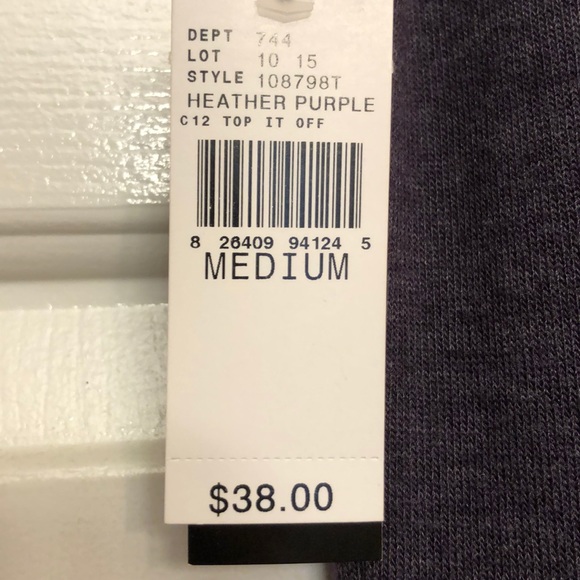 DEPT 744
LOT 10 15
STYLE 108798T
HEATHER PURPLE
C12 TOP IT OFF
8 26409 94124 5
MEDIUM
$38.00